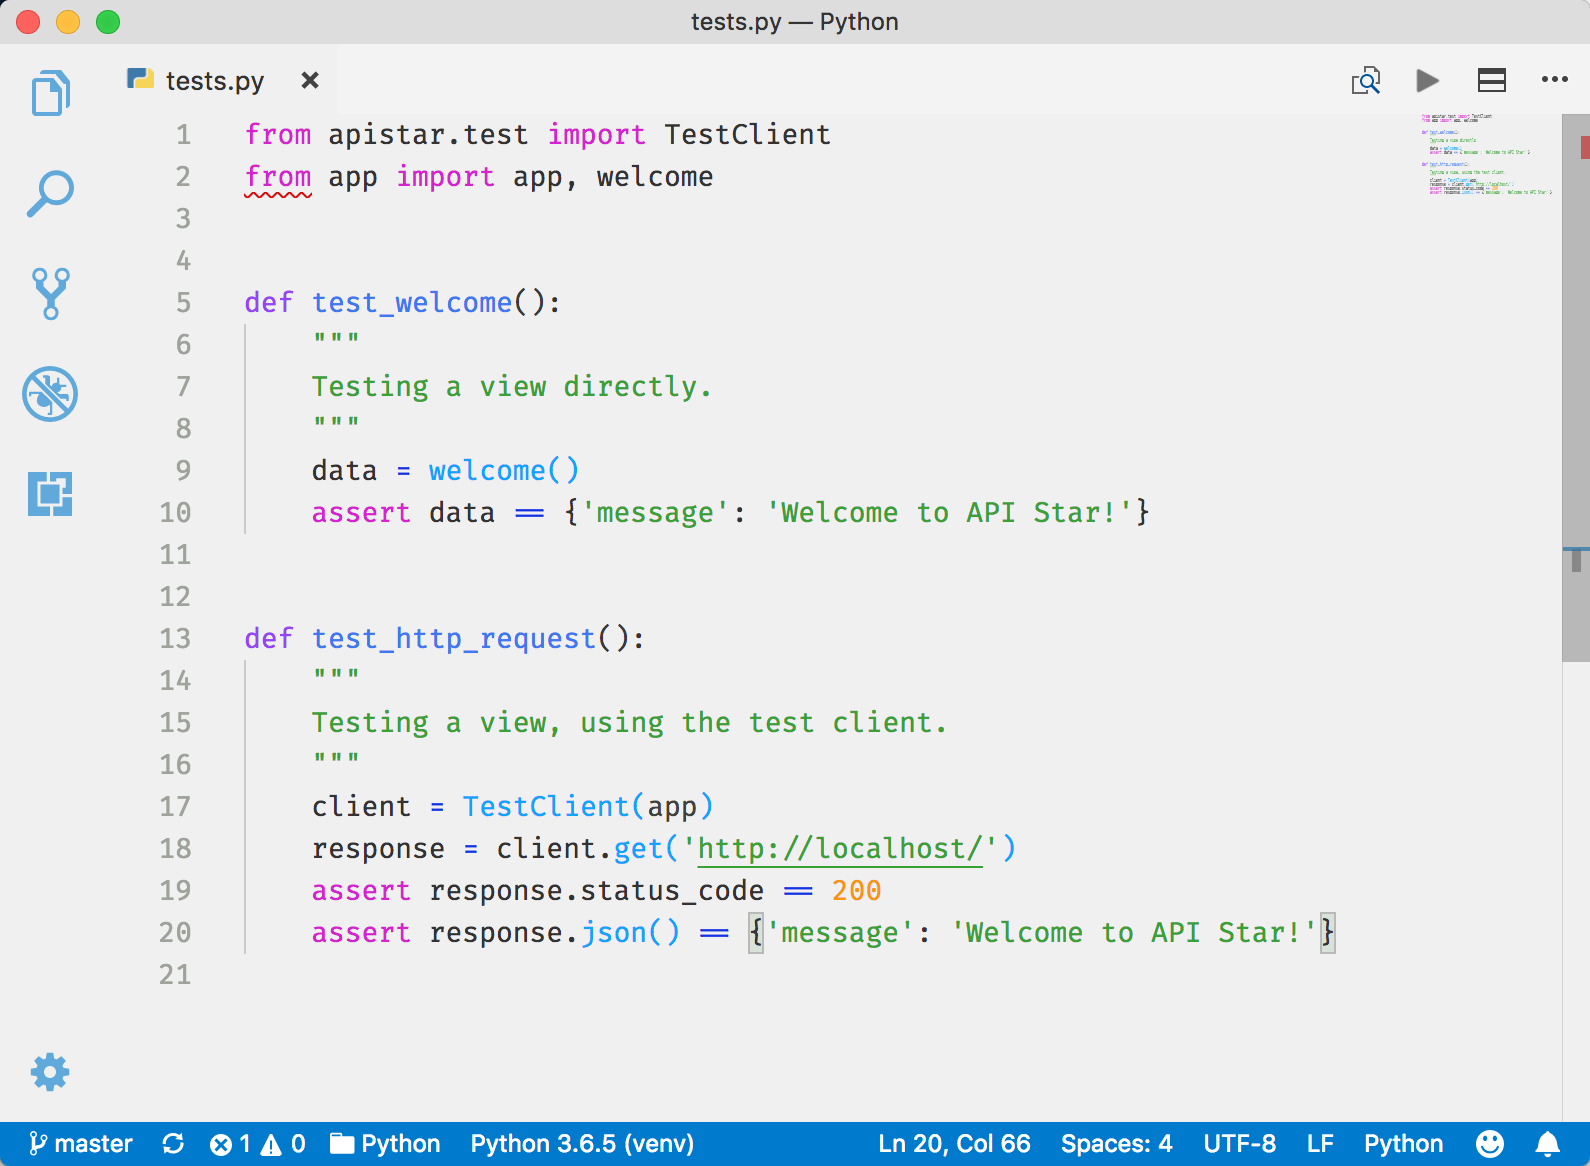 tests.py — Python
tests.py
1 from apistar.test import TestClient
2 from app import app, welcome
3
4
5 def test_welcome():
6     """
7     Testing a view directly.
8     """
9     data = welcome()
10     assert data == {'message': 'Welcome to API Star!'}
11
12
13 def test_http_request():
14     """
15     Testing a view, using the test client.
16     """
17     client = TestClient(app)
18     response = client.get('http://localhost/')
19     assert response.status_code == 200
20     assert response.json() == {'message': 'Welcome to API Star!'}
21
master 1 0 Python Python 3.6.5 (venv) Ln 20, Col 66 Spaces: 4 UTF-8 LF Python